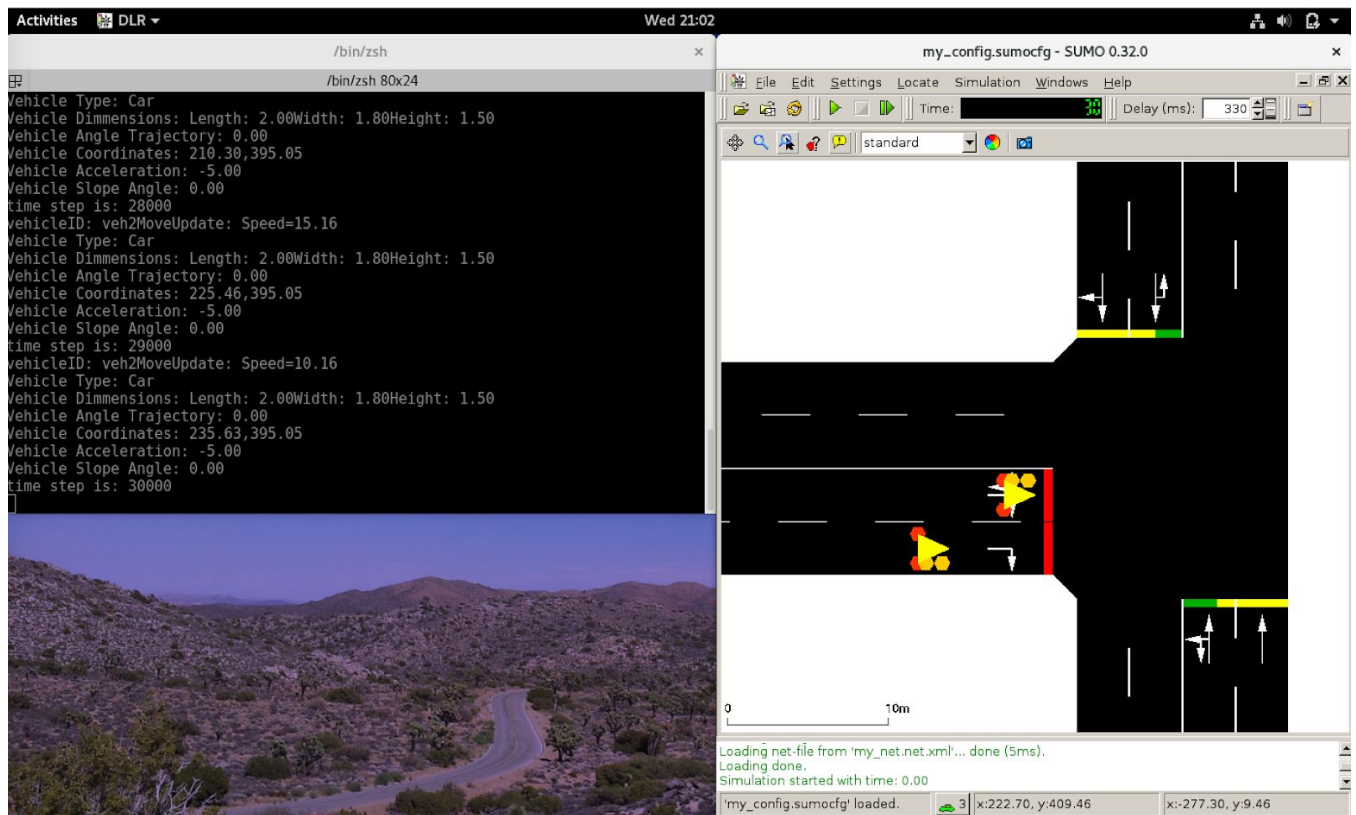 Activities DLR Wed 21:02
/bin/zsh
/bin/zsh 80x24
Vehicle Type: Car
Vehicle Dimmensions: Length: 2.00Width: 1.80Height: 1.50
Vehicle Angle Trajectory: 0.00
Vehicle Coordinates: 210.30,395.05
Vehicle Acceleration: -5.00
Vehicle Slope Angle: 0.00
time step is: 28000
vehicleID: veh2MoveUpdate: Speed=15.16
Vehicle Type: Car
Vehicle Dimmensions: Length: 2.00Width: 1.80Height: 1.50
Vehicle Angle Trajectory: 0.00
Vehicle Coordinates: 225.46,395.05
Vehicle Acceleration: -5.00
Vehicle Slope Angle: 0.00
time step is: 29000
vehicleID: veh2MoveUpdate: Speed=10.16
Vehicle Type: Car
Vehicle Dimmensions: Length: 2.00Width: 1.80Height: 1.50
Vehicle Angle Trajectory: 0.00
Vehicle Coordinates: 235.63,395.05
Vehicle Acceleration: -5.00
Vehicle Slope Angle: 0.00
time step is: 30000
my_config.sumocfg - SUMO 0.32.0
File Edit Settings Locate Simulation Windows Help
Time: 30 Delay (ms): 330
standard
0 10m
Loading net-file from 'my_net.net.xml'... done (5ms).
Loading done.
Simulation started with time: 0.00
'my_config.sumocfg' loaded. 3 x:222.70, y:409.46 x:-277.30, y:9.46